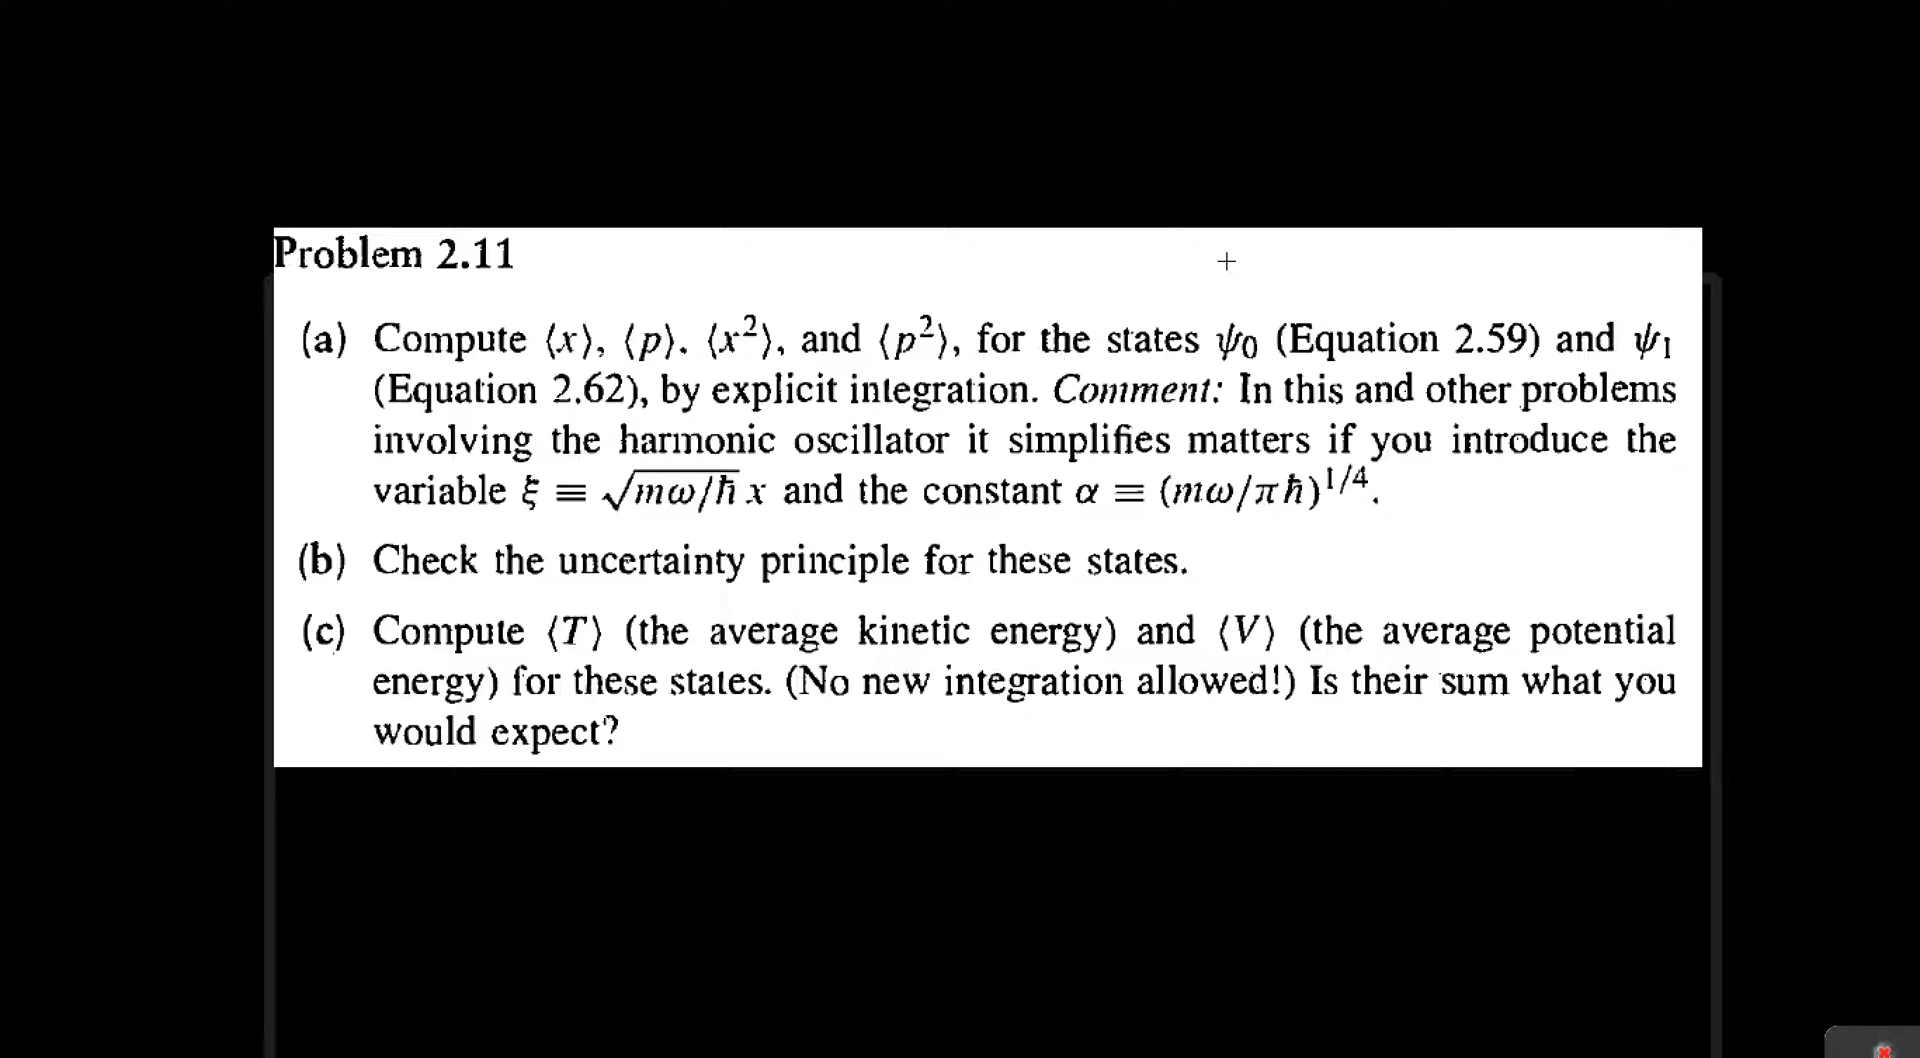 Problem 2.11
(a) Compute ⟨x⟩, ⟨p⟩, ⟨x²⟩, and ⟨p²⟩, for the states ψ₀ (Equation 2.59) and ψ₁
(Equation 2.62), by explicit integration. Comment: In this and other problems
involving the harmonic oscillator it simplifies matters if you introduce the
variable ξ ≡ √(mω/ħ) x and the constant α ≡ (mω/πħ)^1/4.
(b) Check the uncertainty principle for these states.
(c) Compute ⟨T⟩ (the average kinetic energy) and ⟨V⟩ (the average potential
energy) for these states. (No new integration allowed!) Is their sum what you
would expect?